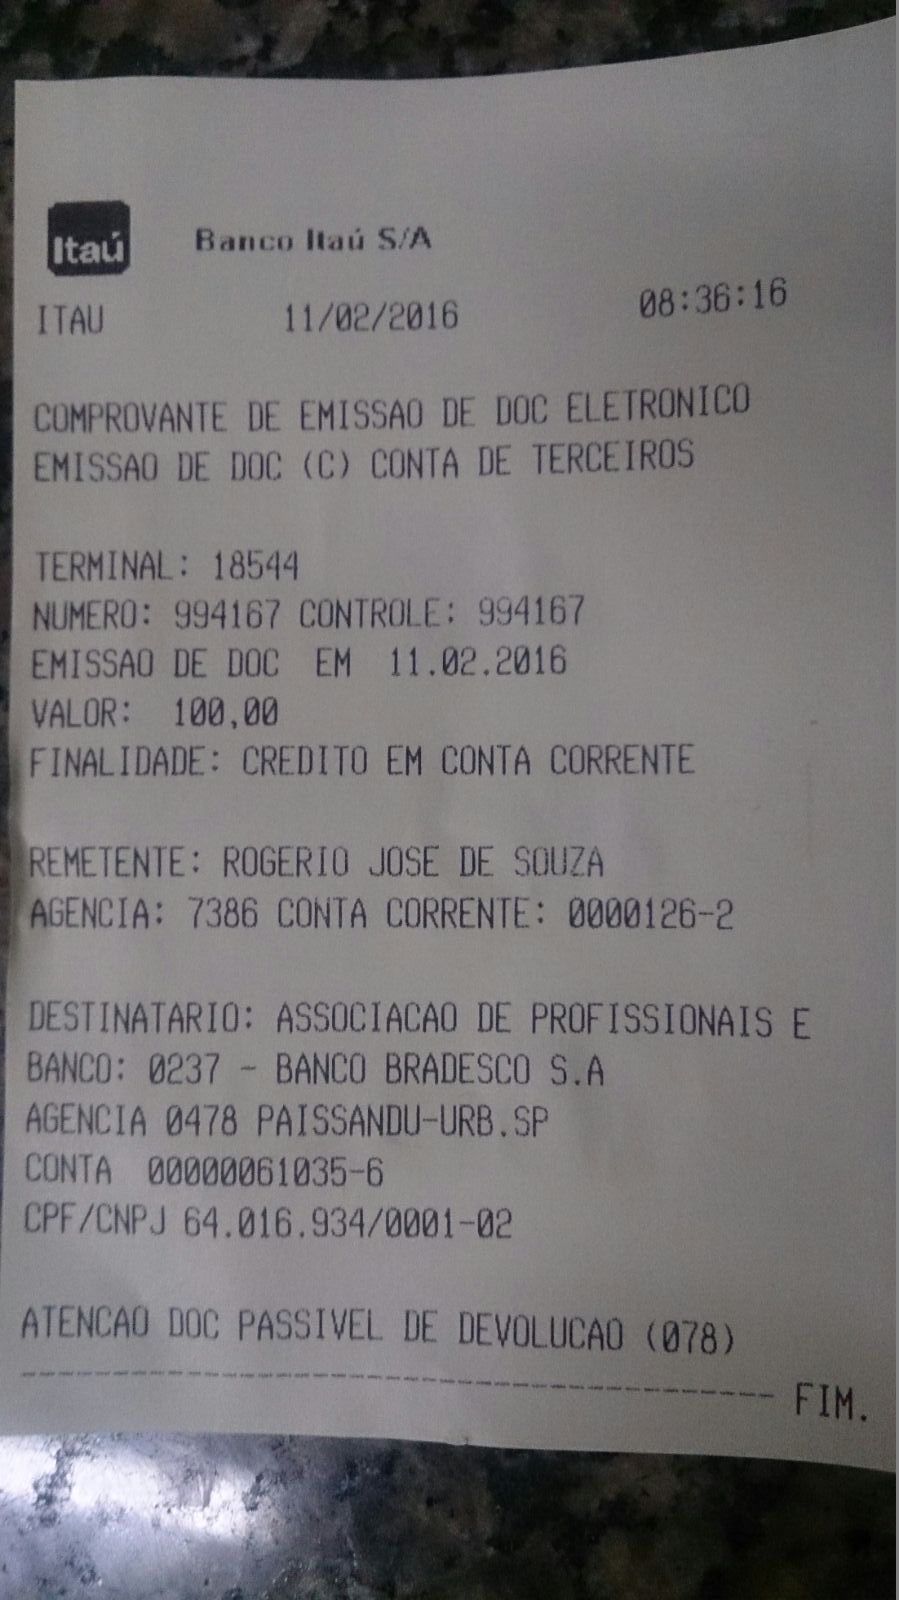 Itaú Banco Itaú S/A
ITAU 11/02/2016 08:36:16
COMPROVANTE DE EMISSAO DE DOC ELETRONICO
EMISSAO DE DOC (C) CONTA DE TERCEIROS
TERMINAL: 18544
NUMERO: 994167 CONTROLE: 994167
EMISSAO DE DOC EM 11.02.2016
VALOR: 100,00
FINALIDADE: CREDITO EM CONTA CORRENTE
REMETENTE: ROGERIO JOSE DE SOUZA
AGENCIA: 7386 CONTA CORRENTE: 0000126-2
DESTINATARIO: ASSOCIACAO DE PROFISSIONAIS E
BANCO: 0237 - BANCO BRADESCO S.A
AGENCIA 0478 PAISSANDU-URB.SP
CONTA 00000061035-6
CPF/CNPJ 64.016.934/0001-02
ATENCAO DOC PASSIVEL DE DEVOLUCAO (078)
---------------------------------------------------- FIM.